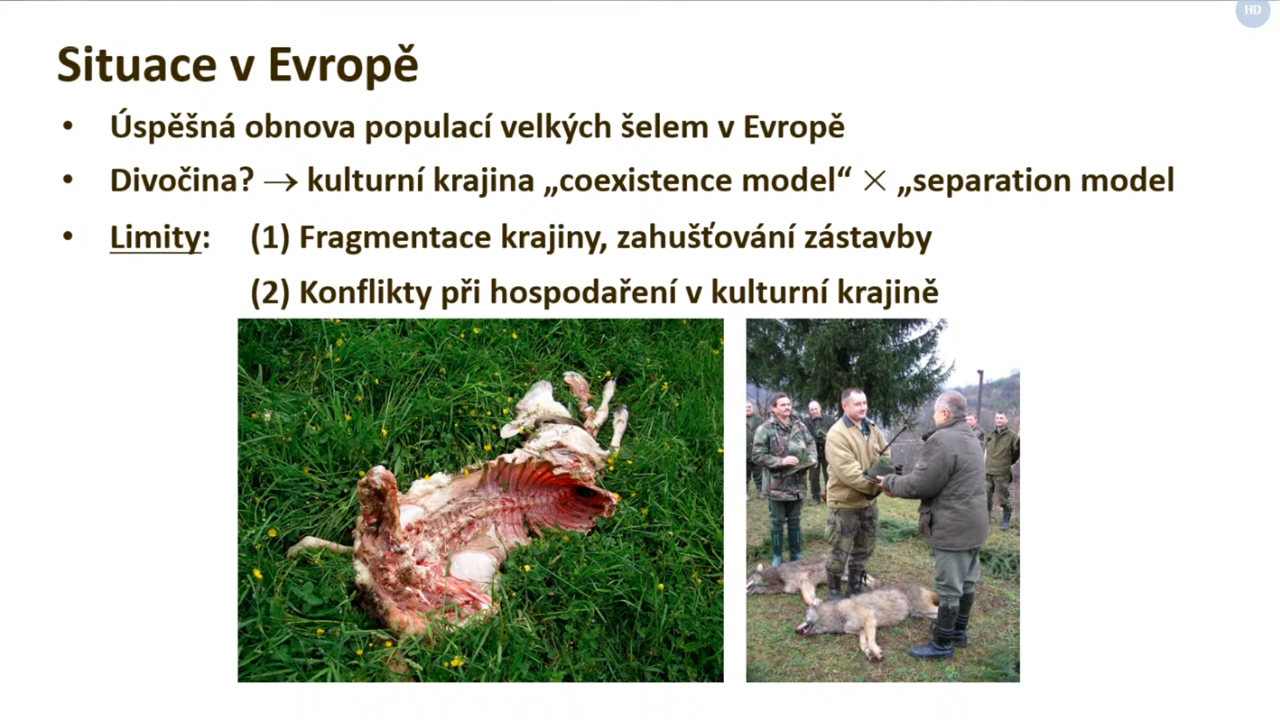 HD
Situace v Evropě
• Úspěšná obnova populací velkých šelem v Evropě
• Divočina? → kulturní krajina „coexistence model“ × „separation model
• Limity: (1) Fragmentace krajiny, zahušťování zástavby
(2) Konflikty při hospodaření v kulturní krajině